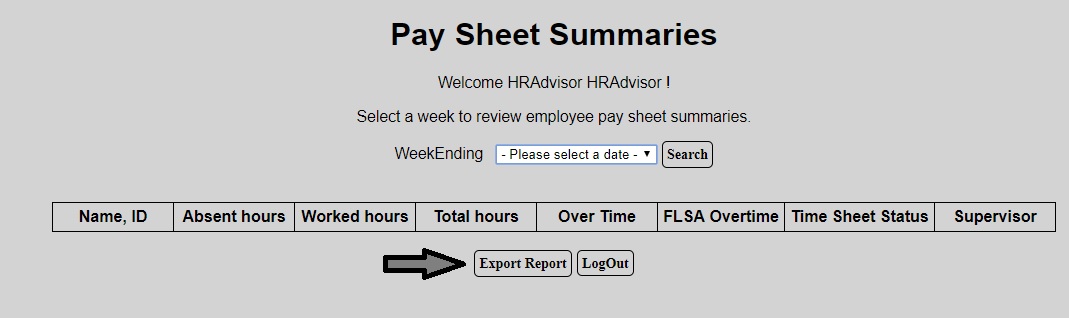 Pay Sheet Summaries
Welcome HRAdvisor HRAdvisor !
Select a week to review employee pay sheet summaries.
WeekEnding - Please select a date - Search
Name, ID Absent hours Worked hours Total hours Over Time FLSA Overtime Time Sheet Status Supervisor
Export Report LogOut